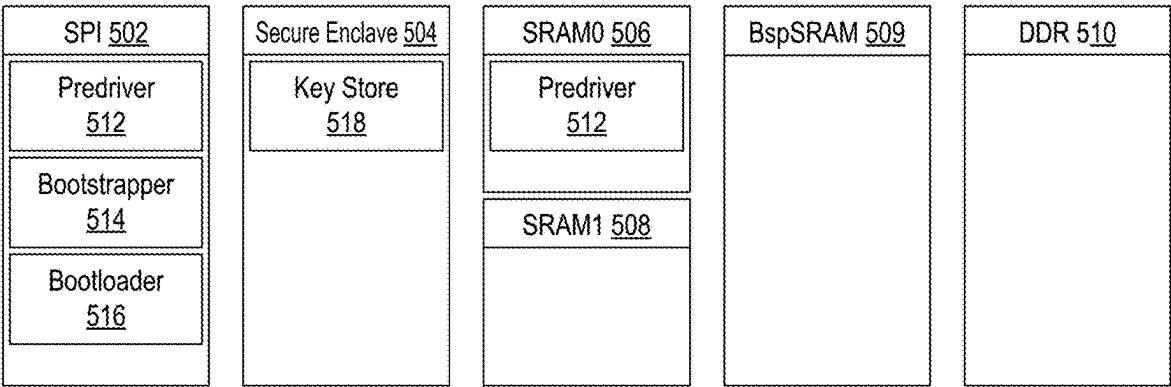 SPI 502
Predriver
512
Bootstrapper
514
Bootloader
516
Secure Enclave 504
Key Store
518
SRAM0 506
Predriver
512
SRAM1 508
BspSRAM 509
DDR 510